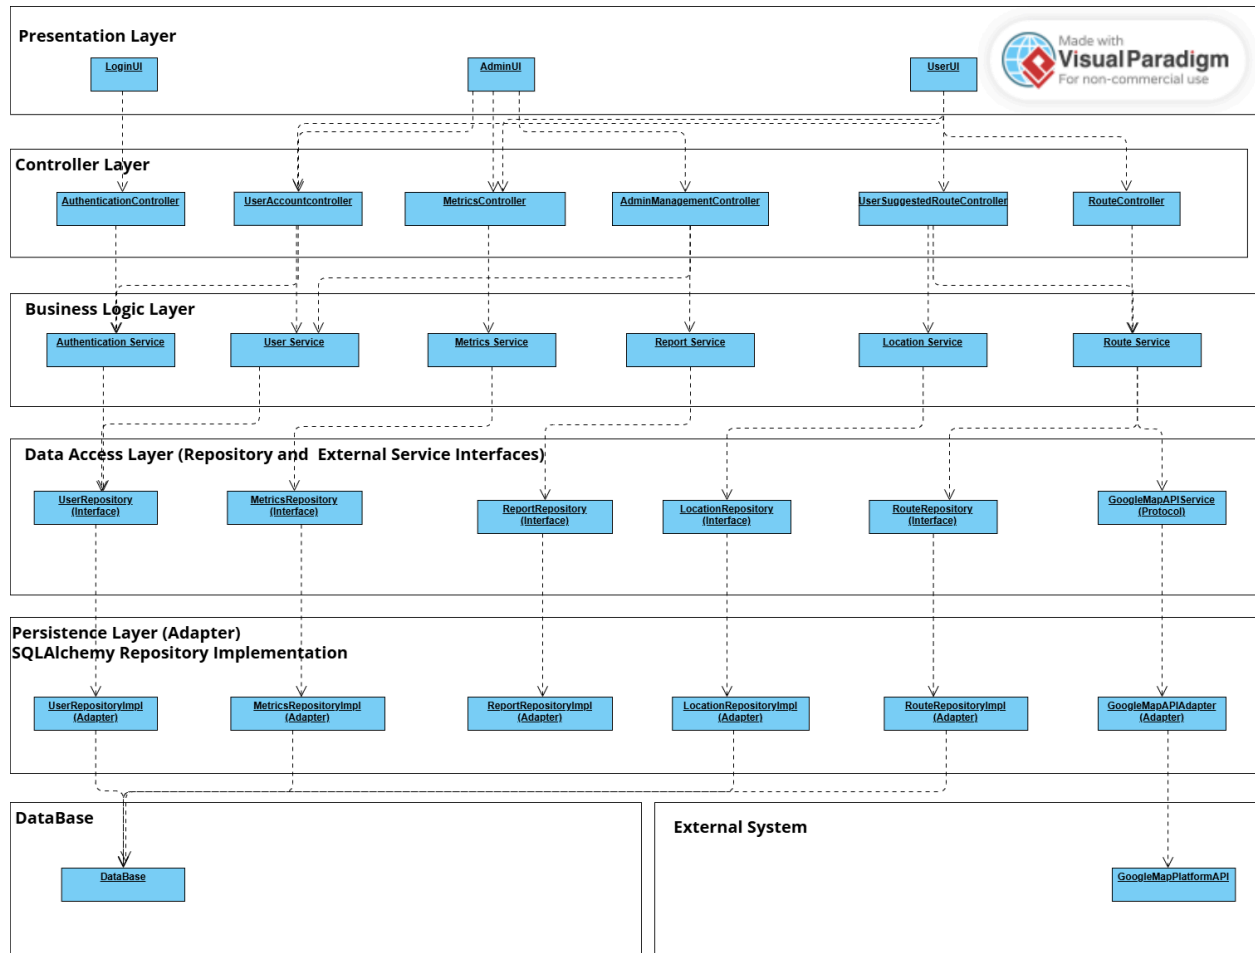 Presentation Layer
Made with
Visual Paradigm
For non-commercial use
LoginUI
AdminUI
UserUI
Controller Layer
AuthenticationController
UserAccountcontroller
MetricsController
AdminManagementController
UserSuggestedRouteController
RouteController
Business Logic Layer
Authentication Service
User Service
Metrics Service
Report Service
Location Service
Route Service
Data Access Layer (Repository and External Service Interfaces)
UserRepository
(Interface)
MetricsRepository
(Interface)
ReportRepository
(Interface)
LocationRepository
(Interface)
RouteRepository
(Interface)
GoogleMapAPIService
(Protocol)
Persistence Layer (Adapter)
SQLAlchemy Repository Implementation
UserRepositoryImpl
(Adapter)
MetricsRepositoryImpl
(Adapter)
ReportRepositoryImpl
(Adapter)
LocationRepositoryImpl
(Adapter)
RouteRepositoryImpl
(Adapter)
GoogleMapAPIAdapter
(Adapter)
DataBase
External System
DataBase
GoogleMapPlatformAPI